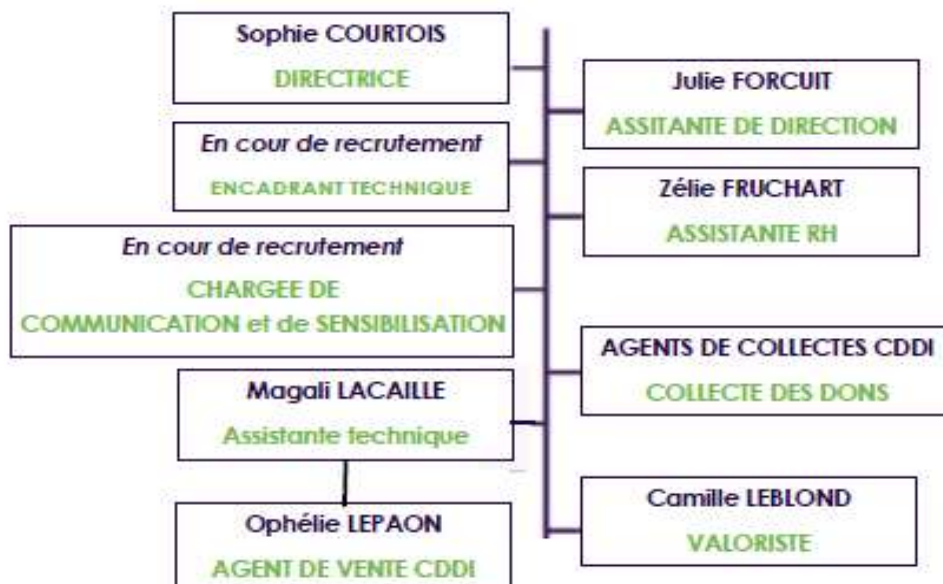 Sophie COURTOIS
DIRECTRICE
Julie FORCUIT
ASSITANTE DE DIRECTION
En cour de recrutement
ENCADRANT TECHNIQUE
Zélie FRUCHART
ASSISTANTE RH
En cour de recrutement
CHARGEE DE
COMMUNICATION et de SENSIBILISATION
AGENTS DE COLLECTES CDDI
COLLECTE DES DONS
Magali LACAILLE
Assistante technique
Camille LEBLOND
VALORISTE
Ophélie LEPAON
AGENT DE VENTE CDDI